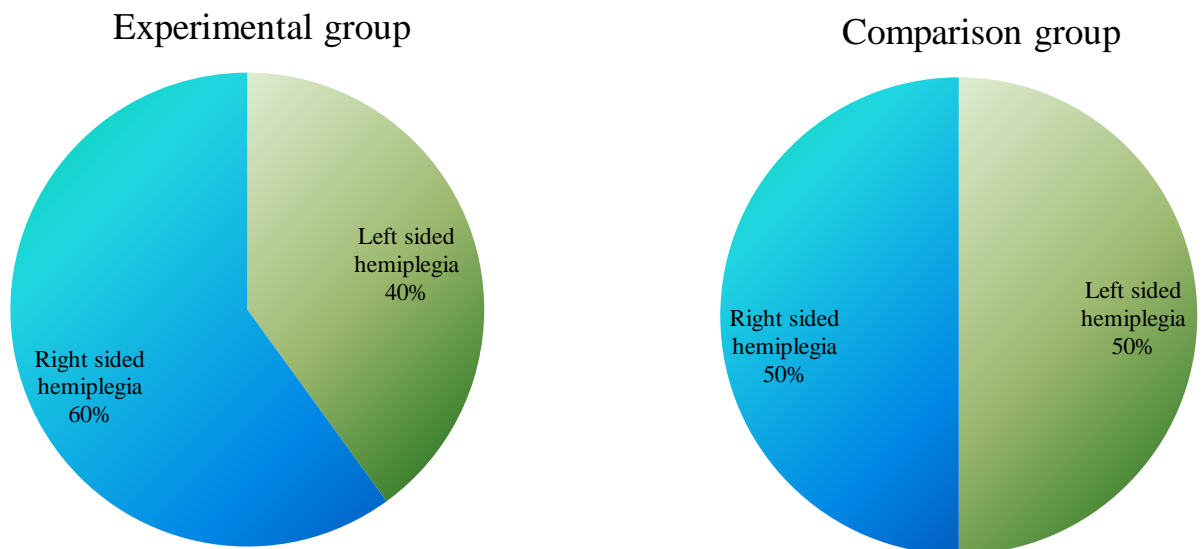 Experimental group
Left sided
hemiplegia
40%
Right sided
hemiplegia
60%
Comparison group
Left sided
hemiplegia
50%
Right sided
hemiplegia
50%